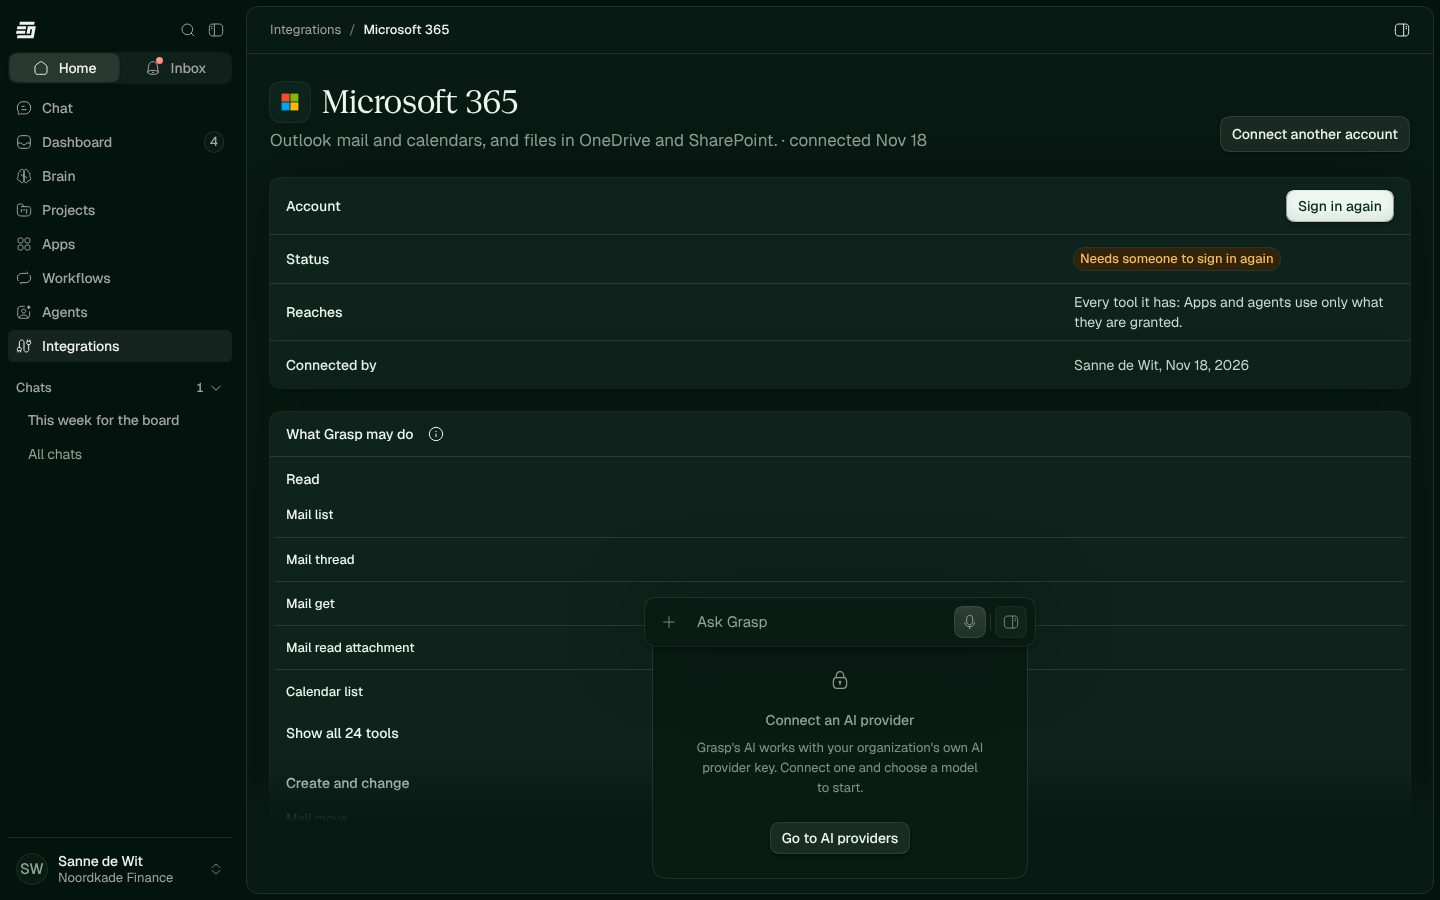 Integrations / Microsoft 365
Home
Inbox
Chat
Dashboard 4
Brain
Projects
Apps
Workflows
Agents
Integrations
Chats 1
This week for the board
All chats
SW
Sanne de Wit
Noordkade Finance
Microsoft 365
Outlook mail and calendars, and files in OneDrive and SharePoint. · connected Nov 18
Connect another account
Account
Sign in again
Status
Needs someone to sign in again
Reaches
Every tool it has: Apps and agents use only what
they are granted.
Connected by
Sanne de Wit, Nov 18, 2026
What Grasp may do
Read
Mail list
Mail thread
Mail get
Mail read attachment
Calendar list
Show all 24 tools
Create and change
Mail move
Ask Grasp
Connect an AI provider
Grasp's AI works with your organization's own AI
provider key. Connect one and choose a model
to start.
Go to AI providers